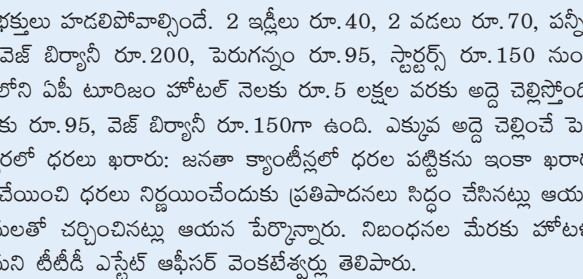 భక్తులు హడలిపోవాల్సిందే. 2 ఇడ్లీలు రూ.40, 2 వడలు రూ.70, పన్నీ
వెజ్ బిర్యానీ రూ.200, పెరుగన్నం రూ.95, స్టార్టర్స్ రూ.150 నుం
లోని ఏపీ టూరిజం హోటల్ నెలకు రూ.5 లక్షల వరకు అద్దె చెల్లిస్తోంది
కు రూ.95, వెజ్ బిర్యానీ రూ.150గా ఉంది. ఎక్కువ అద్దె చెల్లించే పె
రలో ధరలు ఖరారు: జనతా క్యాంటీన్లలో ధరల పట్టికను ఇంకా ఖరార
చేయించి ధరలు నిర్ణయించేందుకు ప్రతిపాదనలు సిద్ధం చేసినట్లు ఆయ
ులతో చర్చించినట్లు ఆయన పేర్కొన్నారు. నిబంధనల మేరకు హోటళ
ుని టీటీడీ ఎస్టేట్ ఆఫీసర్ వెంకటేశ్వర్లు తెలిపారు.